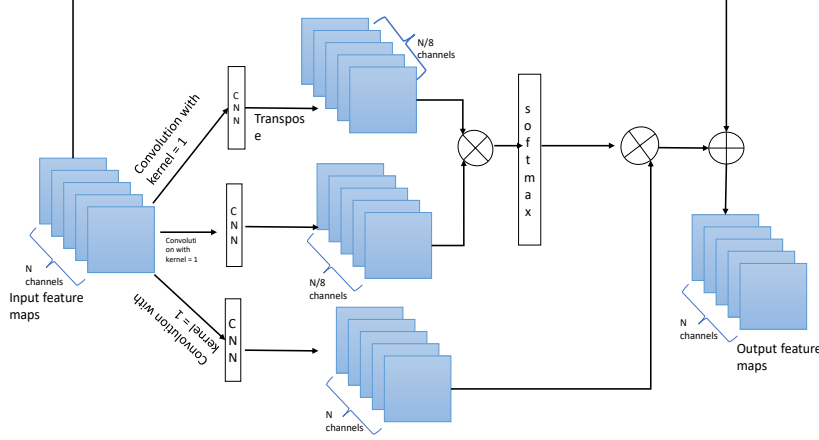 N/8
channels
C
N
N
Convolution with
kernel = 1
Transpos
e
s
o
f
t
m
a
x
C
N
N
Convoluti
on with
kernel = 1
N
channels
Input feature
maps
N/8
channels
Convolution with
kernel = 1
C
N
N
N
channels
N
channels
Output feature
maps